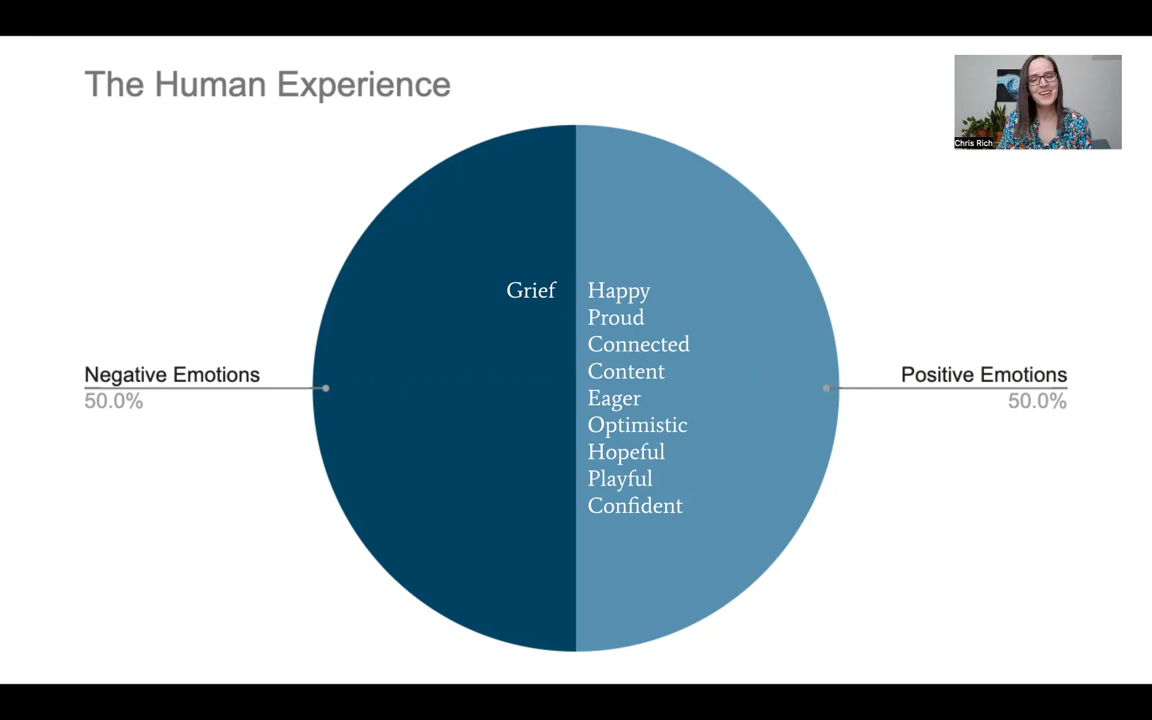 The Human Experience
Chris Rich
Grief
Happy
Proud
Connected
Content
Eager
Optimistic
Hopeful
Playful
Confident
Negative Emotions
50.0%
Positive Emotions
50.0%